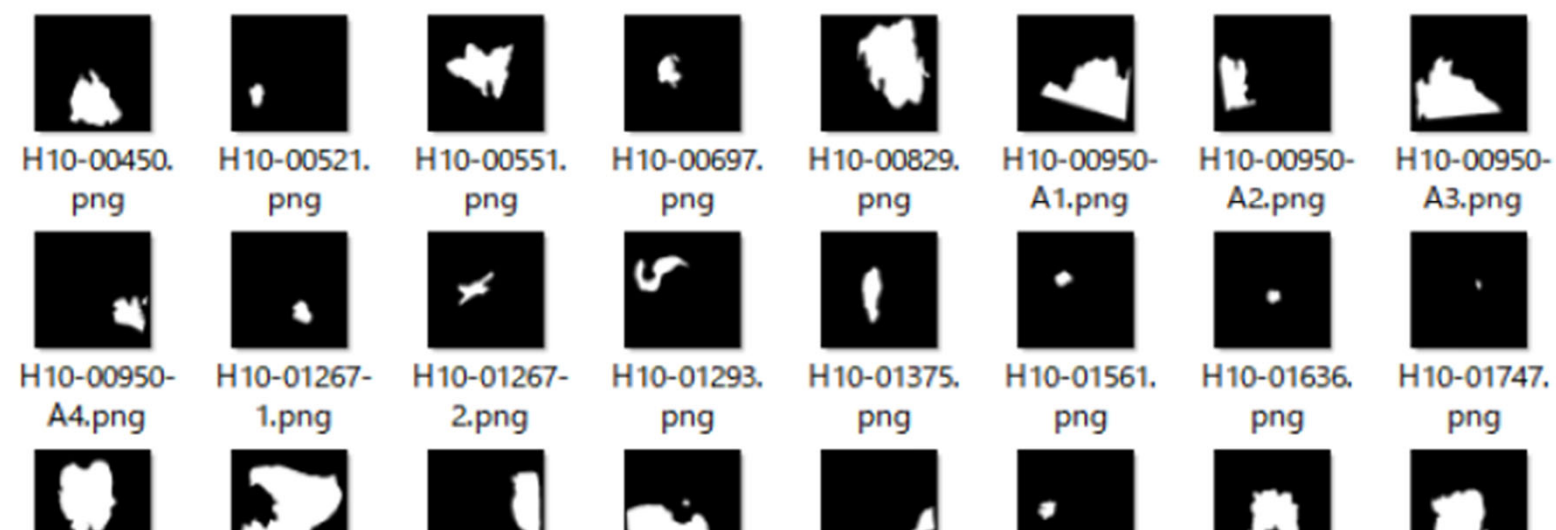 H10-00450. H10-00521. H10-00551. H10-00697. H10-00829. H10-00950- H10-00950- H10-00950-
png png png png png A1.png A2.png A3.png
H10-00950- H10-01267- H10-01267- H10-01293. H10-01375. H10-01561. H10-01636. H10-01747.
A4.png 1.png 2.png png png png png png